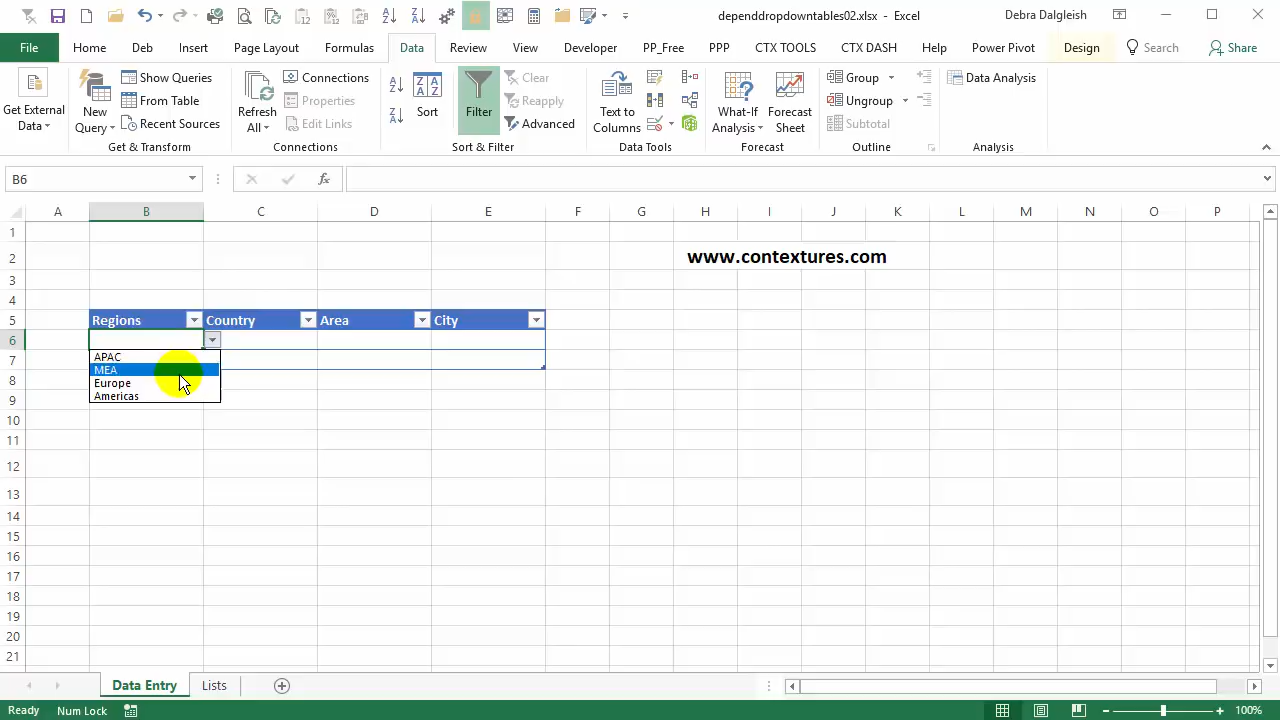 dependdropdowntables02.xlsx - Excel
Debra Dalgleish
File Home Deb Insert Page Layout Formulas Data Review View Developer PP_Free PPP CTX TOOLS CTX DASH Help Power Pivot Design Search Share
Get External Data
New Query
Show Queries
From Table
Recent Sources
Get & Transform
Refresh All
Connections
Properties
Edit Links
Connections
Sort
Filter
Clear
Reapply
Advanced
Sort & Filter
Text to Columns
Data Tools
What-If Analysis
Forecast Sheet
Forecast
Group
Ungroup
Subtotal
Outline
Data Analysis
Analysis
B6
fx
A B C D E F G H I J K L M N O P
1
2 www.contextures.com
3
4
5 Regions Country Area City
6
7 APAC
MEA
8 Europe
9 Americas
10
11
12
13
14
15
16
17
18
19
20
21
Data Entry Lists
Ready Num Lock 100%